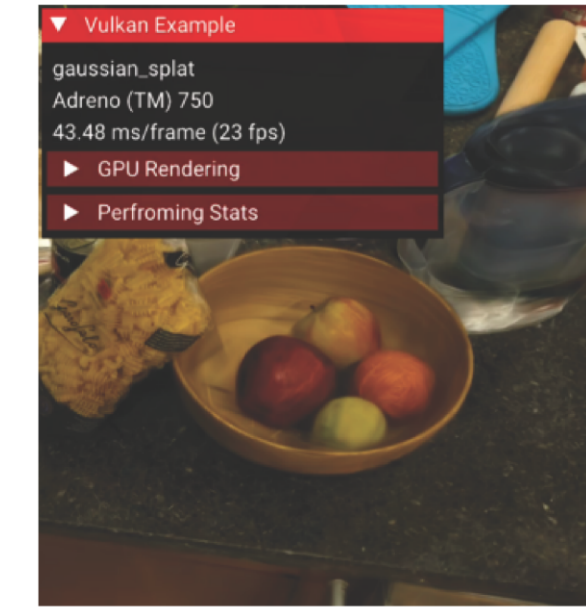 Vulkan Example
gaussian_splat
Adreno (TM) 750
43.48 ms/frame (23 fps)
GPU Rendering
Perfroming Stats